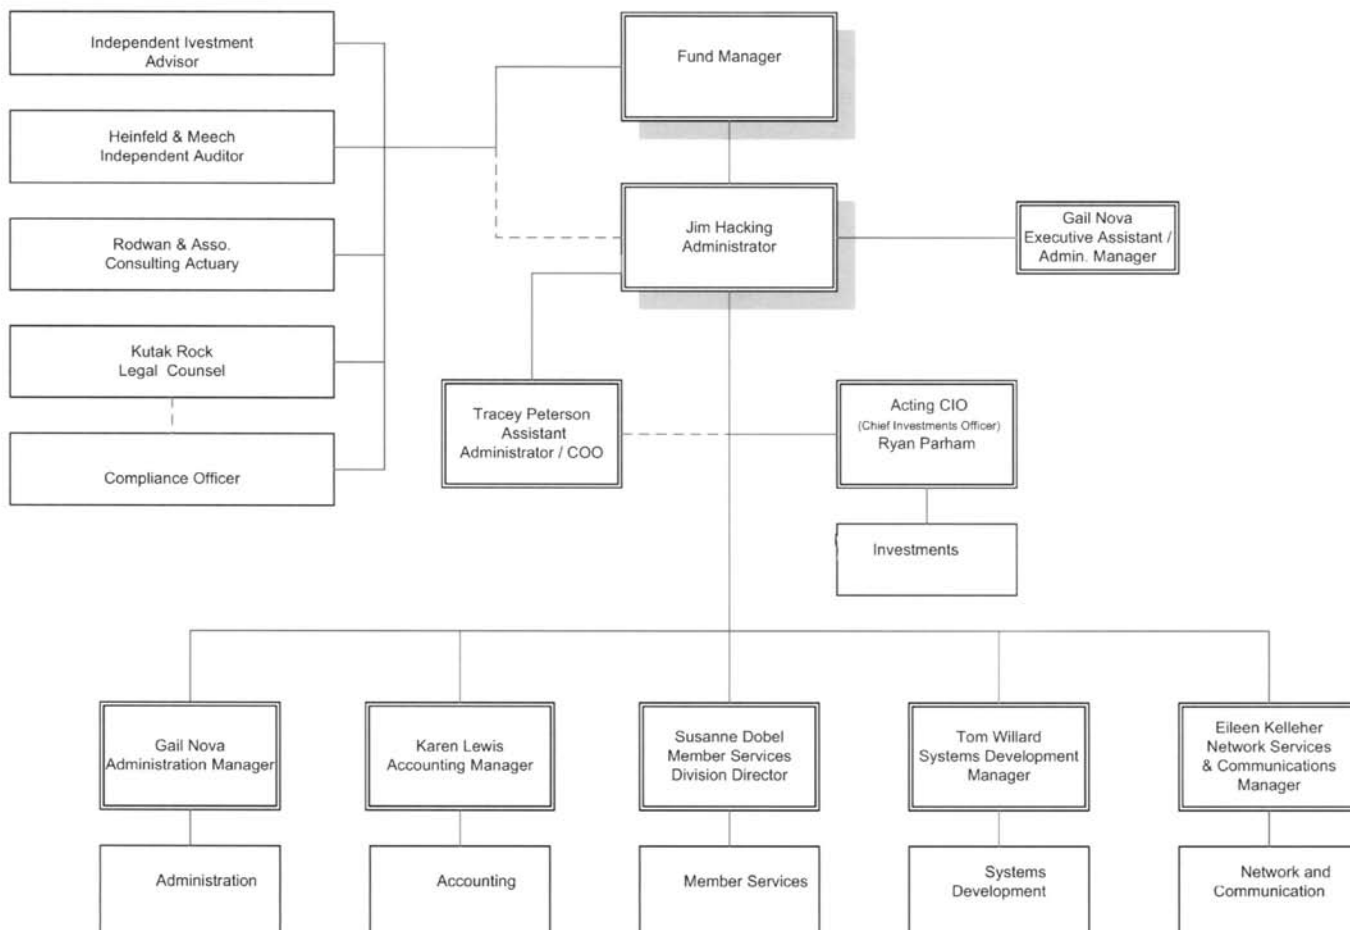 Independent Ivestment
Advisor
Heinfeld & Meech
Independent Auditor
Rodwan & Asso.
Consulting Actuary
Kutak Rock
Legal Counsel
Compliance Officer
Fund Manager
Jim Hacking
Administrator
Gail Nova
Executive Assistant /
Admin. Manager
Tracey Peterson
Assistant
Administrator / COO
Acting CIO
(Chief Investments Officer)
Ryan Parham
Investments
Gail Nova
Administration Manager
Karen Lewis
Accounting Manager
Susanne Dobel
Member Services
Division Director
Tom Willard
Systems Development
Manager
Eileen Kelleher
Network Services
& Communications
Manager
Administration
Accounting
Member Services
Systems
Development
Network and
Communication